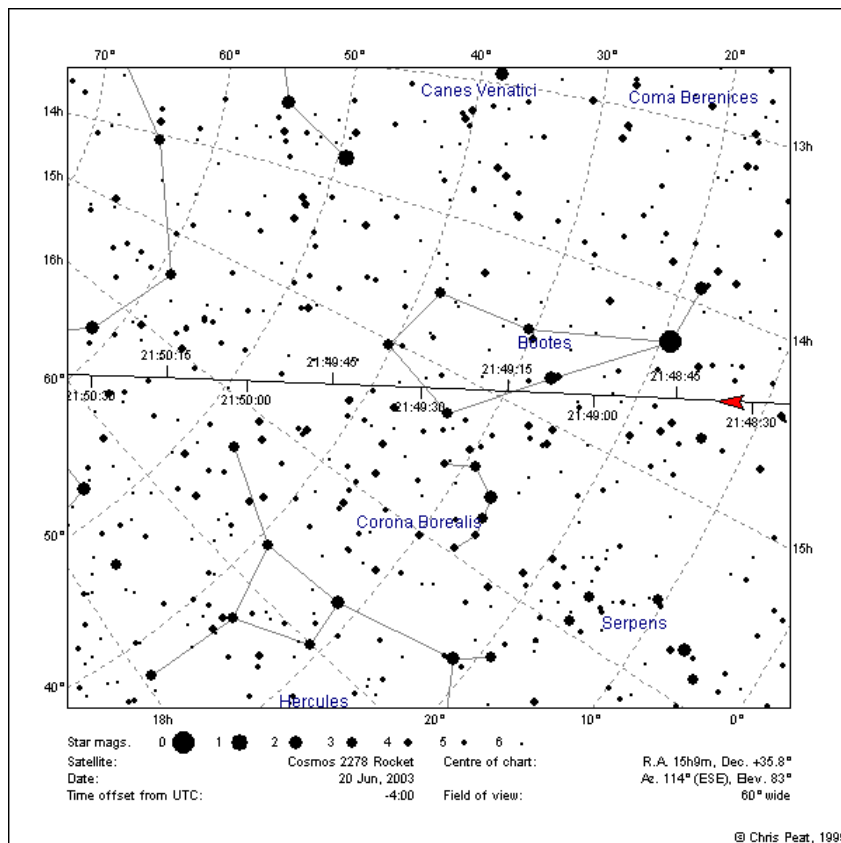 70° 60° 50° 40° 30° 20°
Canes Venatici
Coma Berenices
14h
13h
15h
16h
Bootes
14h
21:50:15 21:49:45 21:49:15 21:48:45
60°
21:50:30 21:50:00 21:49:30 21:49:00 21:48:30
Corona Borealis
50°
15h
Serpens
40°
Hercules
18h 20° 10° 0°
Star mags. 0 1 2 3 4 5 6
Satellite: Cosmos 2278 Rocket Centre of chart: R.A. 15h9m, Dec. +35.8°
Date: 20 Jun, 2003 Az. 114° (ESE), Elev. 83°
Time offset from UTC: -4:00 Field of view: 60° wide
© Chris Peat, 1999